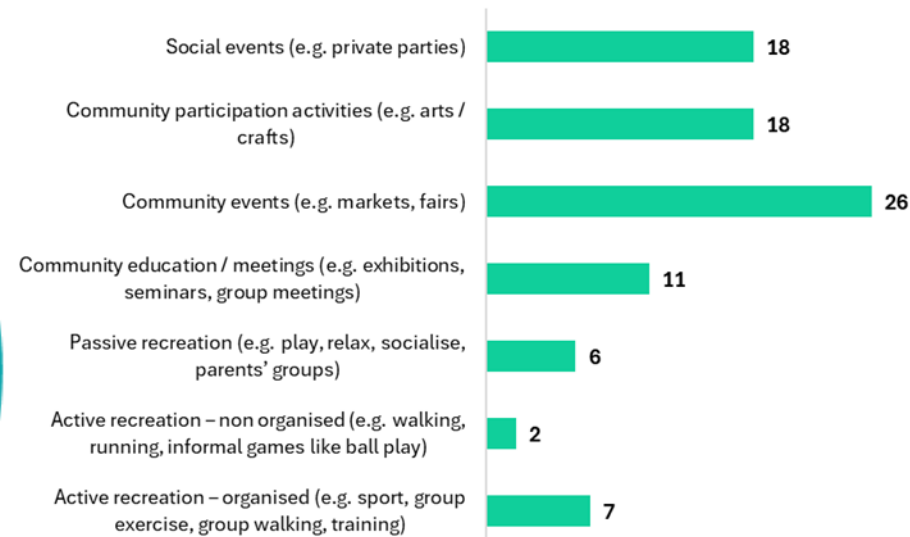 Social events (e.g. private parties)
18
Community participation activities (e.g. arts /
crafts)
18
Community events (e.g. markets, fairs)
26
Community education / meetings (e.g. exhibitions,
seminars, group meetings)
11
Passive recreation (e.g. play, relax, socialise,
parents’ groups)
6
Active recreation – non organised (e.g. walking,
running, informal games like ball play)
2
Active recreation – organised (e.g. sport, group
exercise, group walking, training)
7